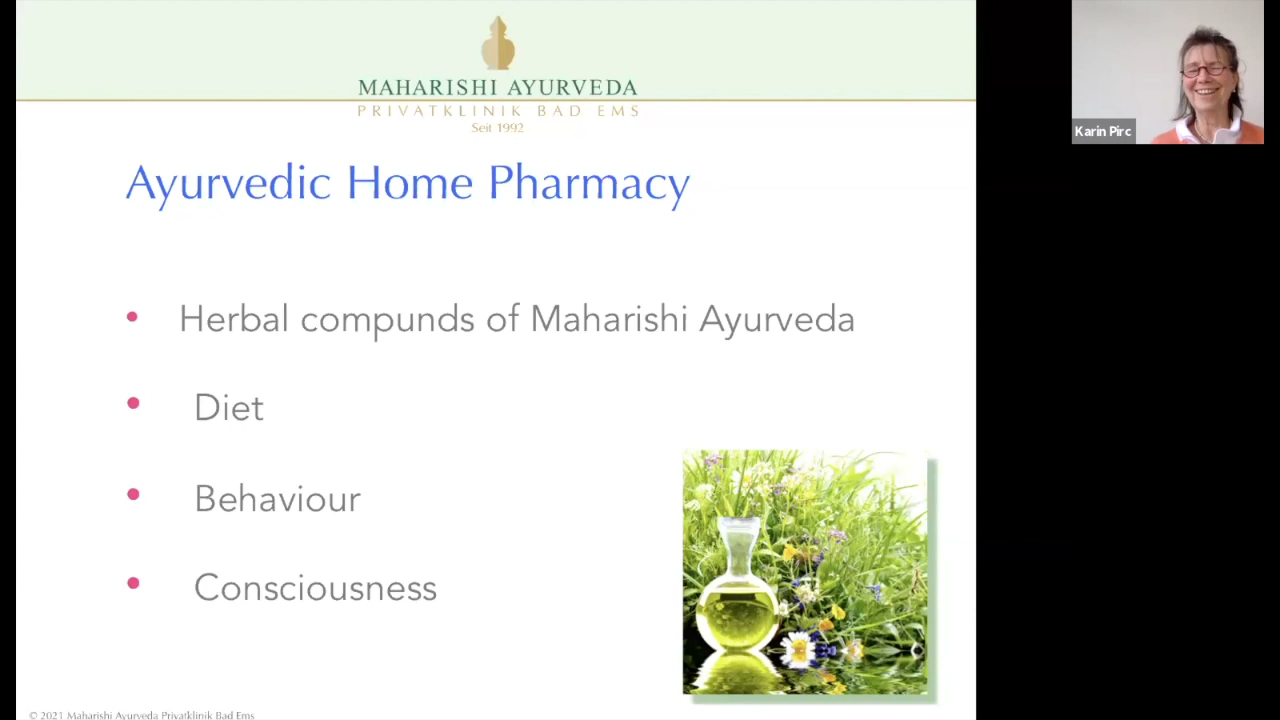 MAHARISHI AYURVEDA
PRIVATKLINIK BAD EMS
Seit 1992
Karin Pirc
Ayurvedic Home Pharmacy
• Herbal compunds of Maharishi Ayurveda
• Diet
• Behaviour
• Consciousness
© 2021 Maharishi Ayurveda Privatklinik Bad Ems